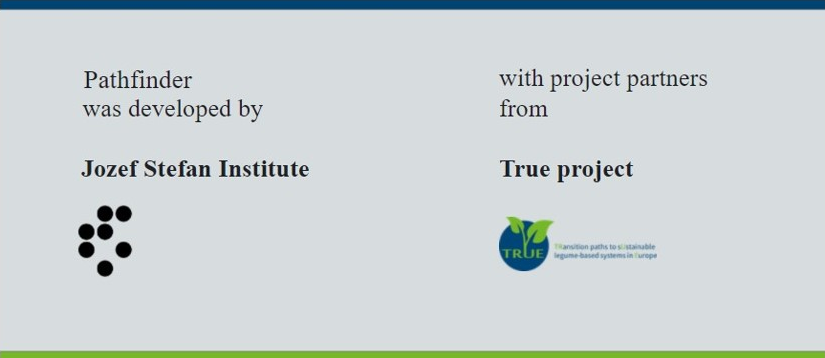 Pathfinder
was developed by
Jozef Stefan Institute
with project partners
from
True project
TRUE
TRansition paths to sUstainable
legume-based systems in Europe